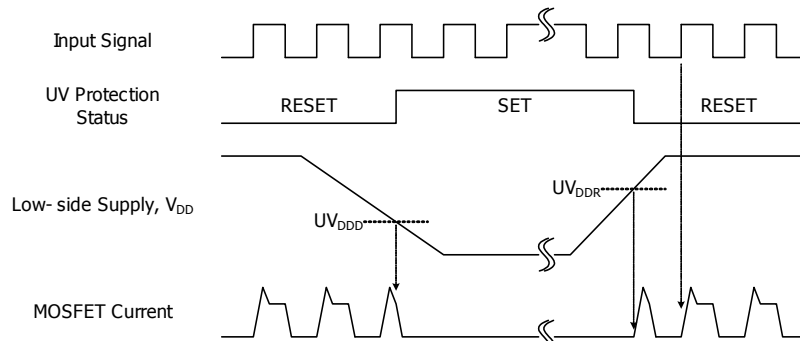 Input Signal
UV Protection
Status
RESET
SET
RESET
Low- side Supply, VDD
UVDDD
UVDDR
MOSFET Current